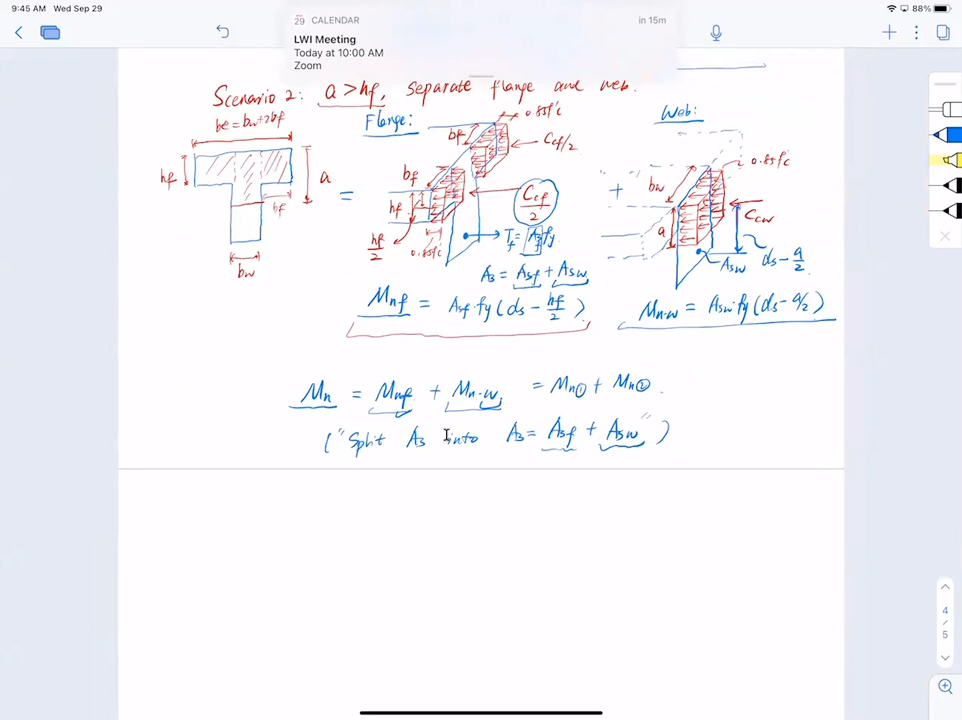 9:45 AM Wed Sep 29
88%
29 CALENDAR
in 15m
LWI Meeting
Today at 10:00 AM
Zoom
Scenario 2: a > hf, separate flange and web.
be = bw+2bf
Flange:
Web:
0.85f'c
bf
Ccf/2
hf
a
bf
bw
=
bf
hf
hf/2
0.85f'c
Ccf/2
Tf = Asf fy
As = Asf + Asw
"+
bw
a
0.85f'c
Ccw
Asw
ds - a/2
Mnf = Asf fy (ds - hf/2)
Mn.w = Asw fy (ds - a/2)
Mn = Mnf + Mn.w = Mn① + Mn②.
("Split As into As = Asf + Asw")
4
/
5